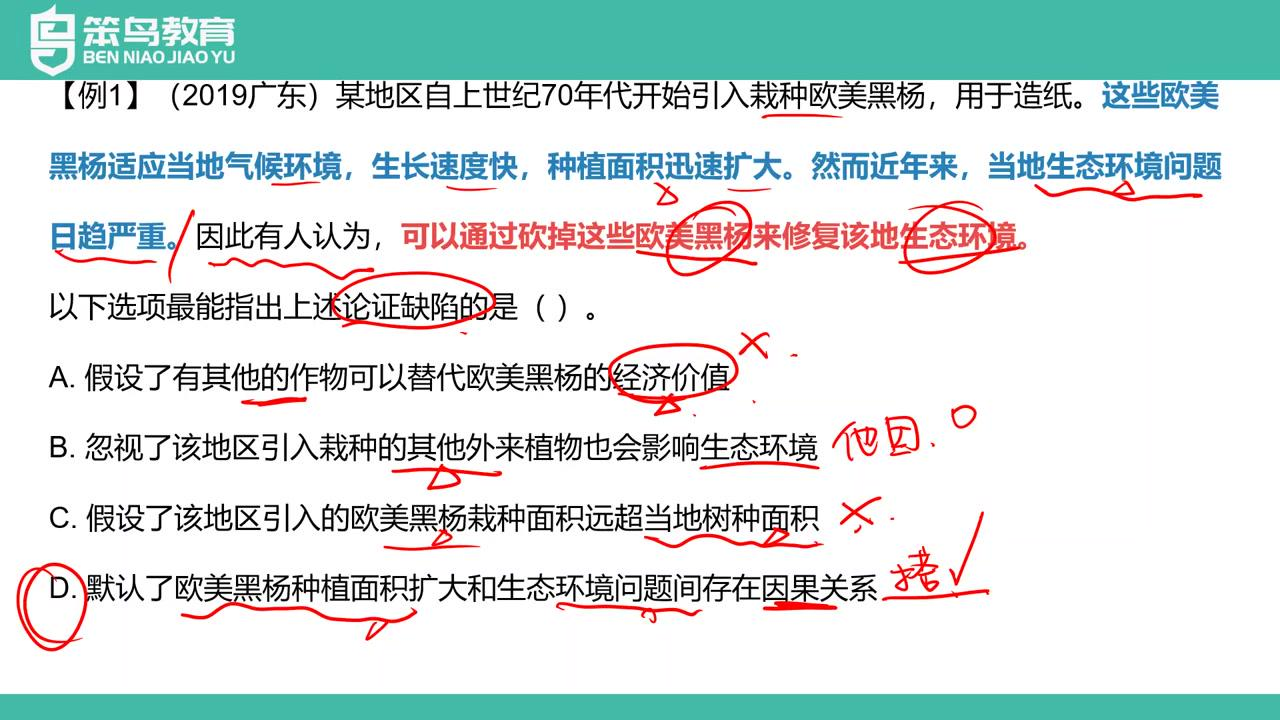 笨鸟教育
BEN NIAO JIAO YU
【例1】（2019广东）某地区自上世纪70年代开始引入栽种欧美黑杨，用于造纸。这些欧美
黑杨适应当地气候环境，生长速度快，种植面积迅速扩大。然而近年来，当地生态环境问题
日趋严重。因此有人认为，可以通过砍掉这些欧美黑杨来修复该地生态环境。
以下选项最能指出上述论证缺陷的是（ ）。
A. 假设了有其他的作物可以替代欧美黑杨的经济价值
B. 忽视了该地区引入栽种的其他外来植物也会影响生态环境 他因.
C. 假设了该地区引入的欧美黑杨栽种面积远超当地树种面积
D. 默认了欧美黑杨种植面积扩大和生态环境问题间存在因果关系 搭